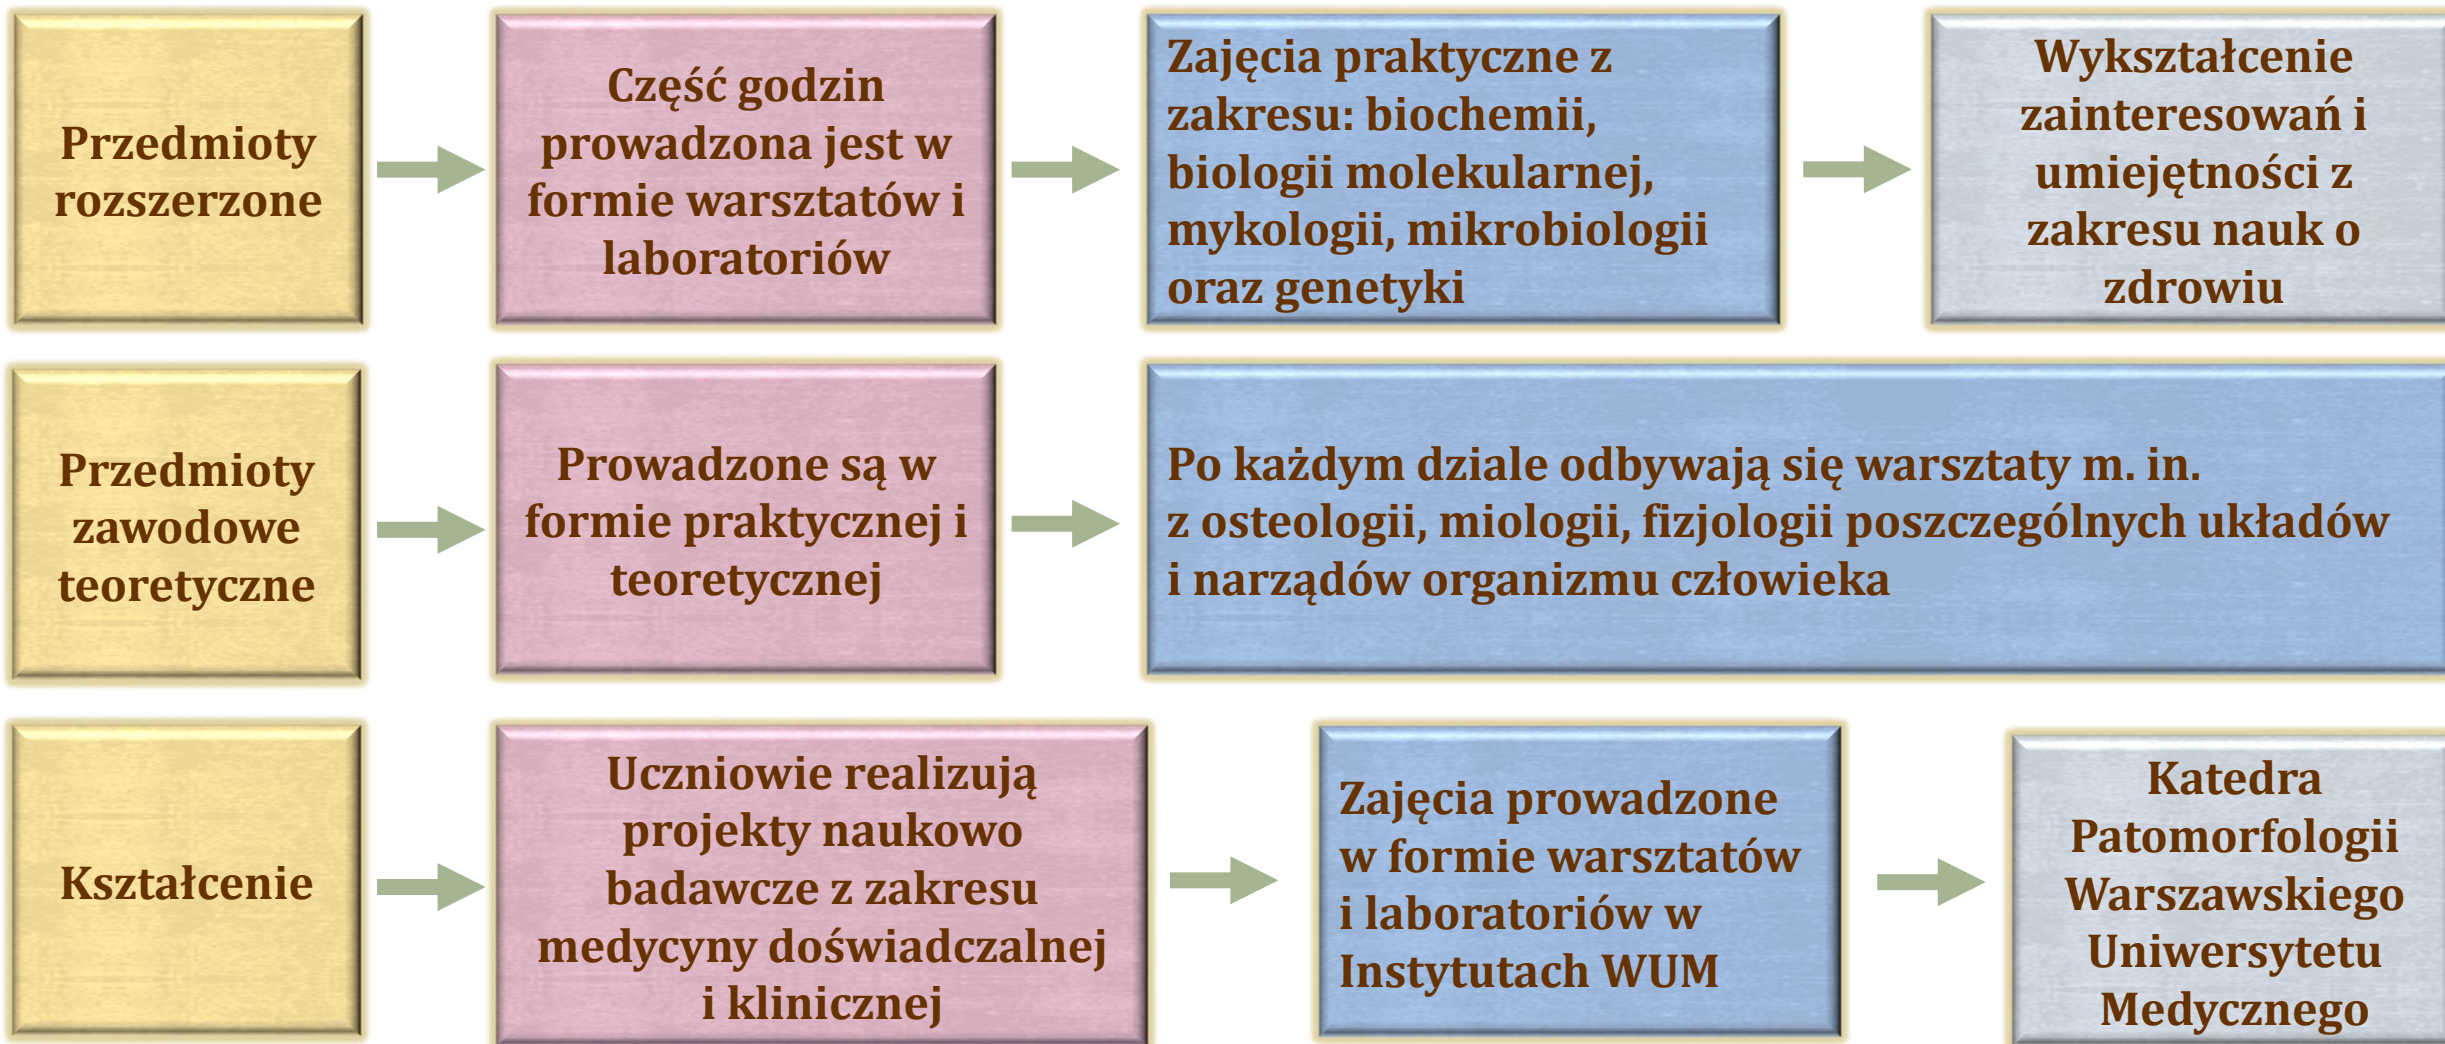 Przedmioty
rozszerzone
Część godzin
prowadzona jest w
formie warsztatów i
laboratoriów
Zajęcia praktyczne z
zakresu: biochemii,
biologii molekularnej,
mykologii, mikrobiologii
oraz genetyki
Wykształcenie
zainteresowań i
umiejętności z
zakresu nauk o
zdrowiu
Przedmioty
zawodowe
teoretyczne
Prowadzone są w
formie praktycznej i
teoretycznej
Po każdym dziale odbywają się warsztaty m. in.
z osteologii, miologii, fizjologii poszczególnych układów
i narządów organizmu człowieka
Kształcenie
Uczniowie realizują
projekty naukowo
badawcze z zakresu
medycyny doświadczalnej
i klinicznej
Zajęcia prowadzone
w formie warsztatów
i laboratoriów w
Instytutach WUM
Katedra
Patomorfologii
Warszawskiego
Uniwersytetu
Medycznego